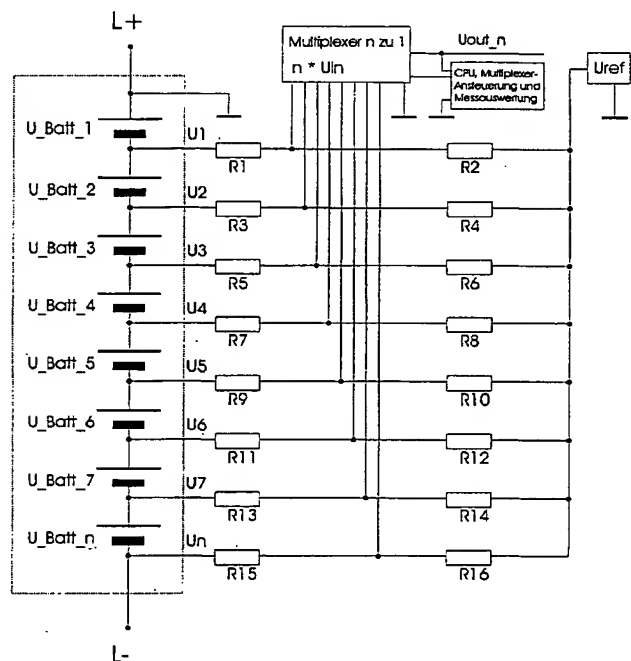 L+
Multiplexer n zu 1
n * Uin
Uout_n
CPU, Multiplexer-
Ansteuerung und
Messauswertung
Uref
U_Batt_1
U1
R1
R2
U_Batt_2
U2
R3
R4
U_Batt_3
U3
R5
R6
U_Batt_4
U4
R7
R8
U_Batt_5
U5
R9
R10
U_Batt_6
U6
R11
R12
U_Batt_7
U7
R13
R14
U_Batt_n
Un
R15
R16
L-